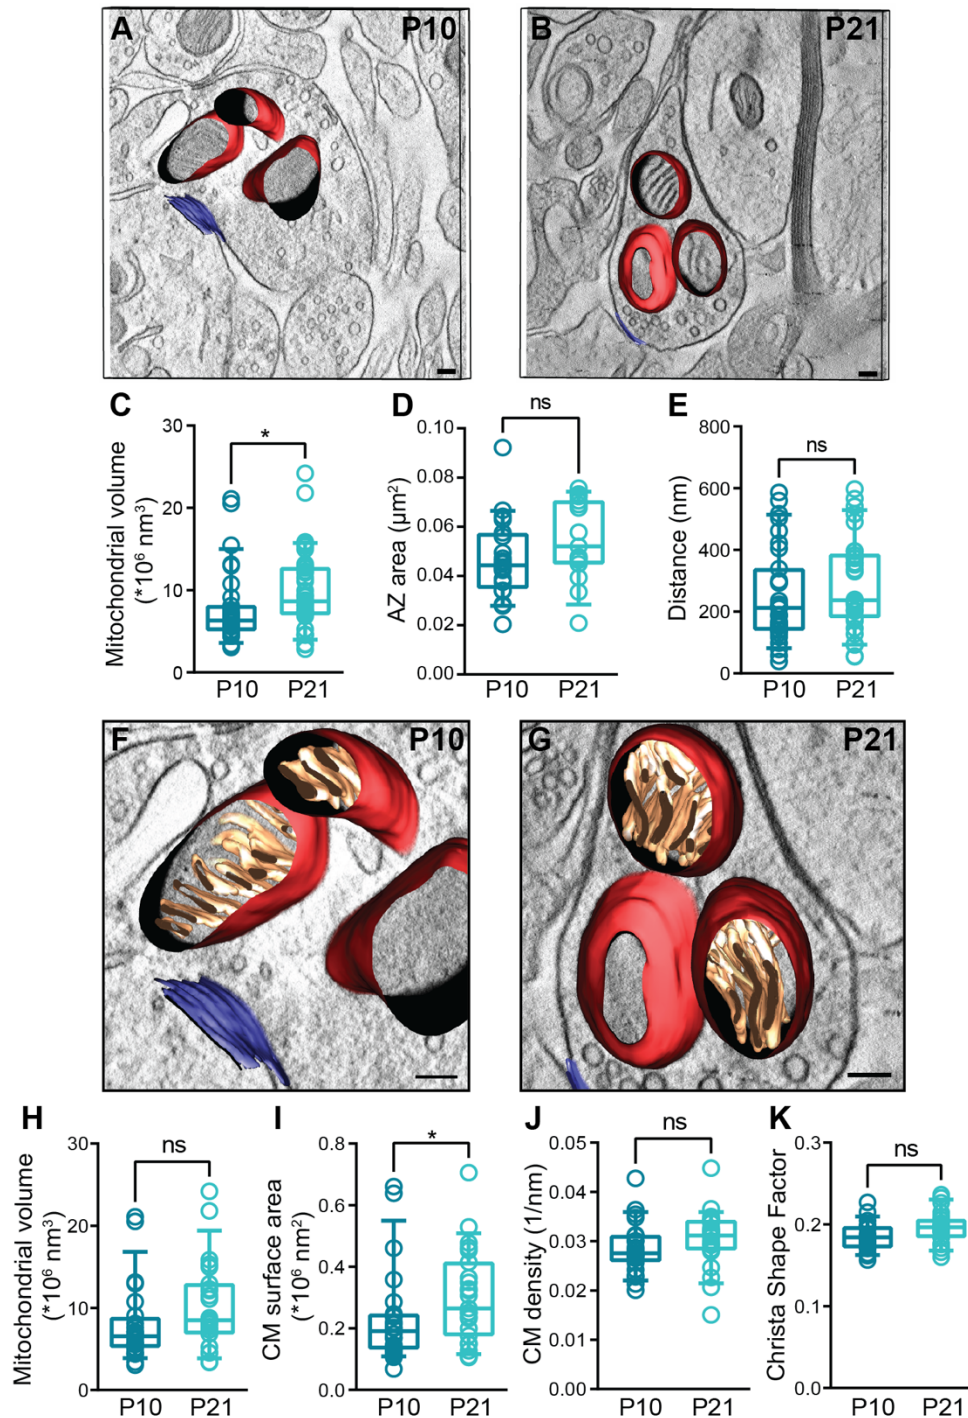 A P10
B P21
C
Mitochondrial volume
(*10⁶ nm³)
30
20
10
0
*
P10 P21
D
AZ area (µm²)
0.10
0.08
0.06
0.04
0.02
0.00
ns
P10 P21
E
Distance (nm)
800
600
400
200
0
ns
P10 P21
F P10
G P21
H
Mitochondrial volume
(*10⁶ nm³)
30
20
10
0
ns
P10 P21
I
CM surface area
(*10⁶ nm²)
0.8
0.6
0.4
0.2
0.0
*
P10 P21
J
CM density (1/nm)
0.05
0.04
0.03
0.02
0.01
0.00
ns
P10 P21
K
Christa Shape Factor
0.3
0.2
0.1
0.0
ns
P10 P21